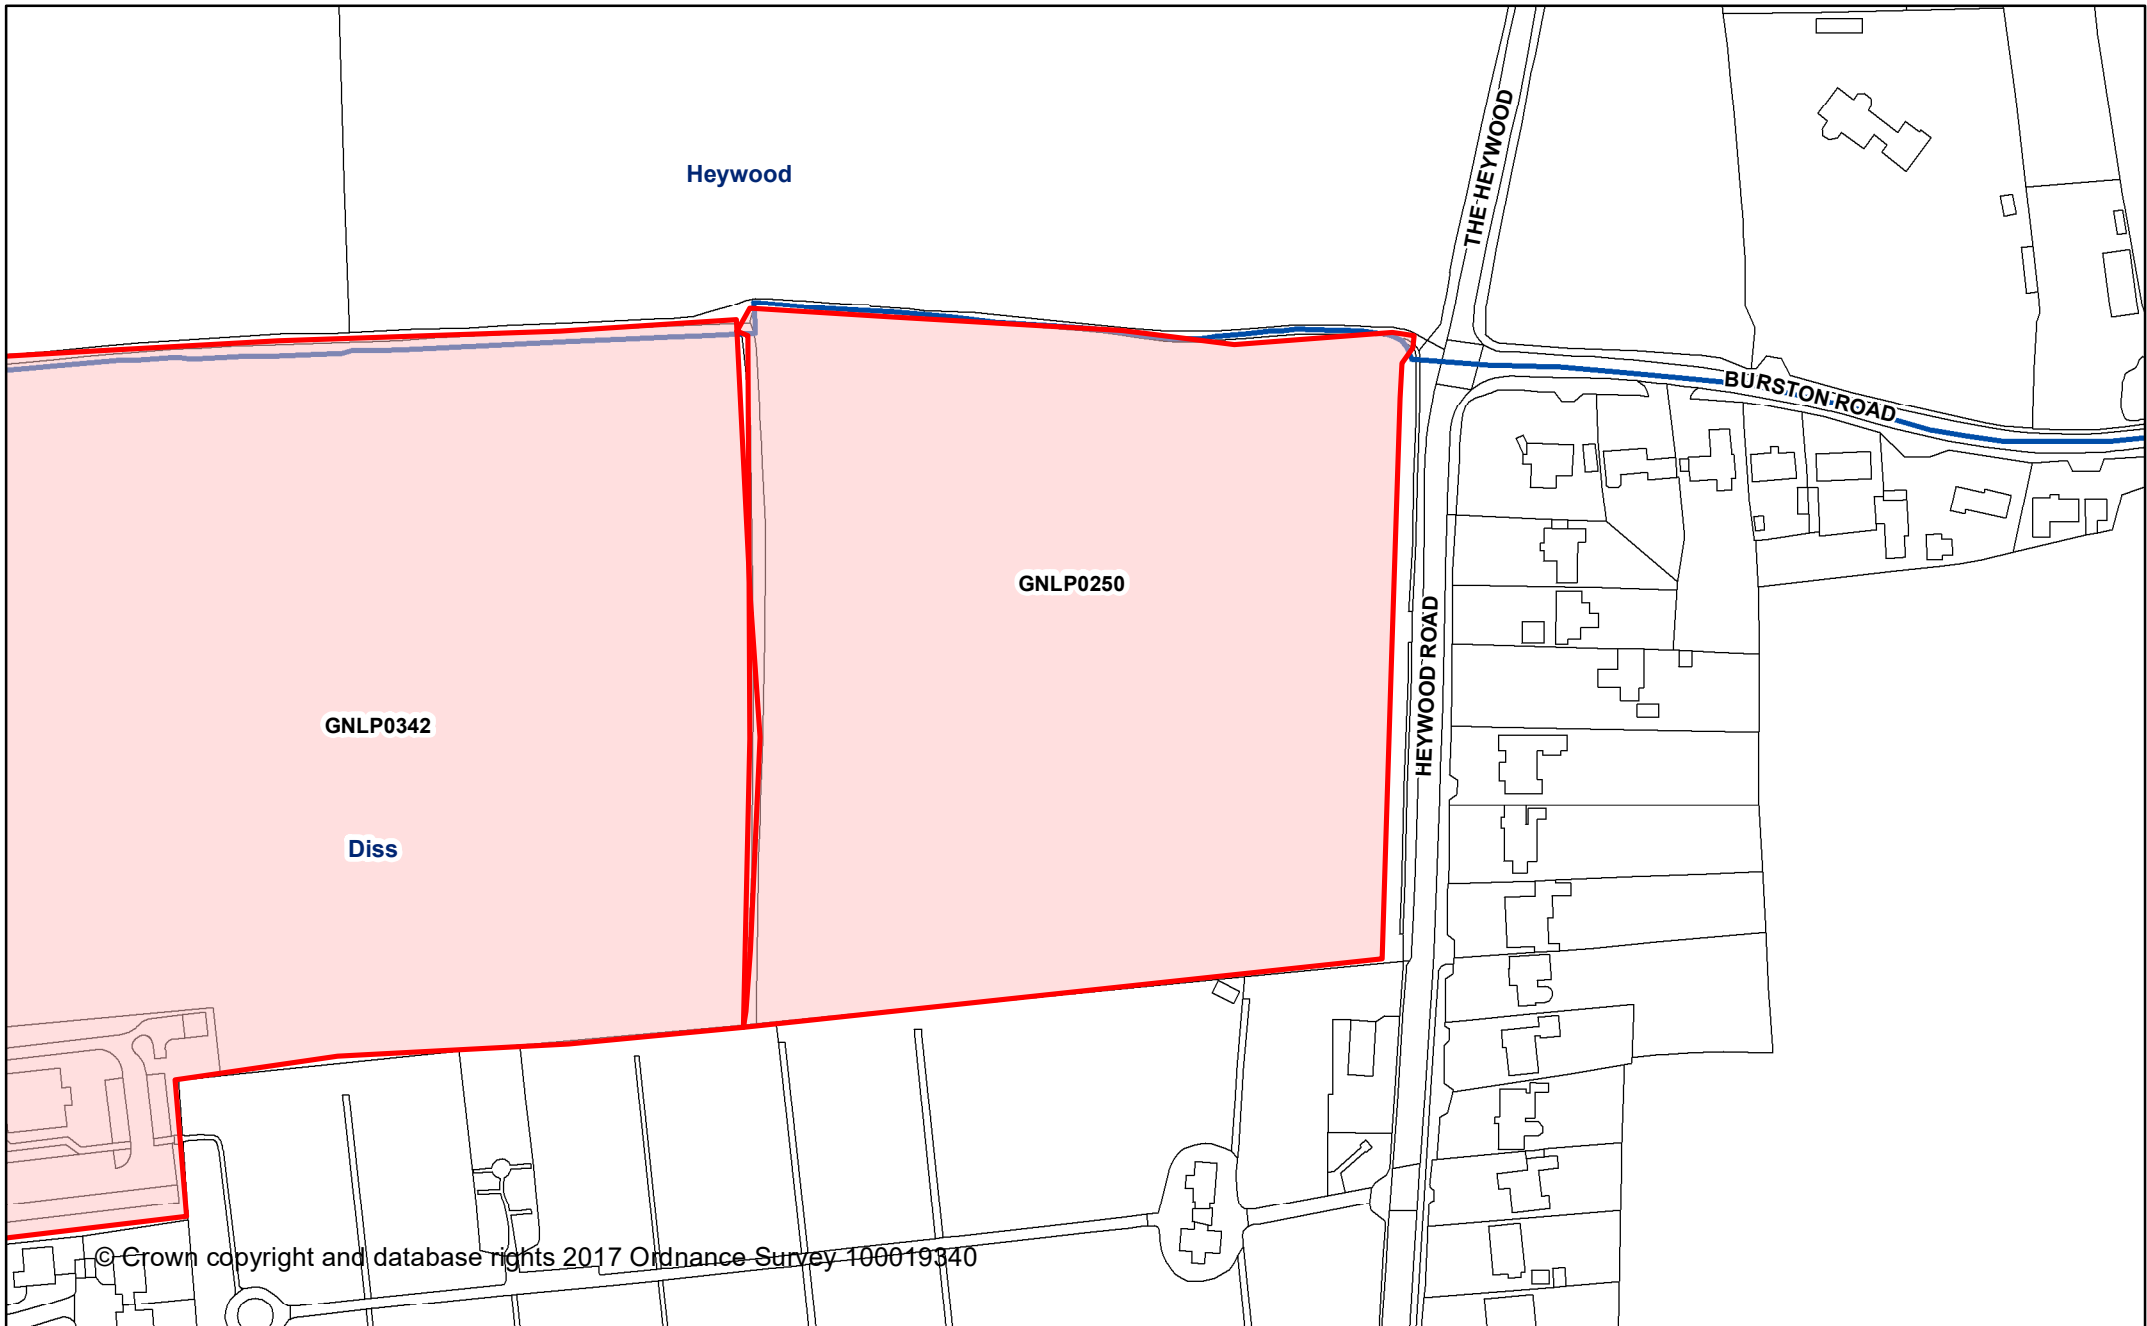 THE HEYWOOD
Heywood
BURSTON ROAD
GNLP0250
HEYWOOD ROAD
GNLP0342
Diss
© Crown copyright and database rights 2017 Ordnance Survey 100019340